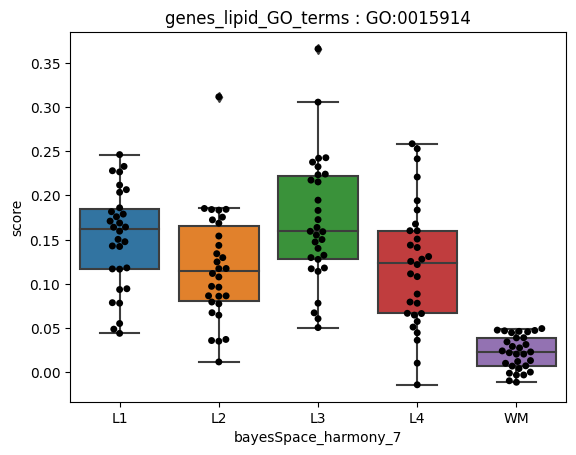 genes_lipid_GO_terms : GO:0015914
score
0.35
0.30
0.25
0.20
0.15
0.10
0.05
0.00
L1 L2 L3 L4 WM
bayesSpace_harmony_7